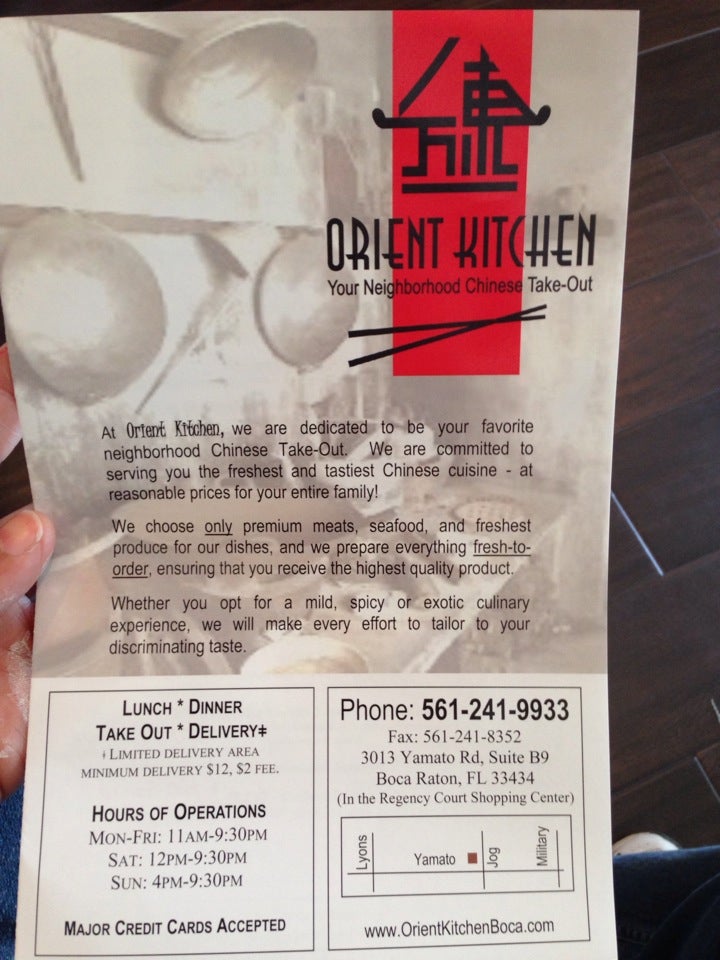 ORIENT KITCHEN
Your Neighborhood Chinese Take-Out
At Orient Kitchen, we are dedicated to be your favorite
neighborhood Chinese Take-Out. We are committed to
serving you the freshest and tastiest Chinese cuisine - at
reasonable prices for your entire family!
We choose only premium meats, seafood, and freshest
produce for our dishes, and we prepare everything fresh-to-
order, ensuring that you receive the highest quality product.
Whether you opt for a mild, spicy or exotic culinary
experience, we will make every effort to tailor to your
discriminating taste.
LUNCH * DINNER
TAKE OUT * DELIVERY‡
‡ LIMITED DELIVERY AREA
MINIMUM DELIVERY $12, $2 FEE.
HOURS OF OPERATIONS
MON-FRI: 11AM-9:30PM
SAT: 12PM-9:30PM
SUN: 4PM-9:30PM
MAJOR CREDIT CARDS ACCEPTED
Phone: 561-241-9933
Fax: 561-241-8352
3013 Yamato Rd, Suite B9
Boca Raton, FL 33434
(In the Regency Court Shopping Center)
Lyons
Yamato
Jog
Military
www.OrientKitchenBoca.com